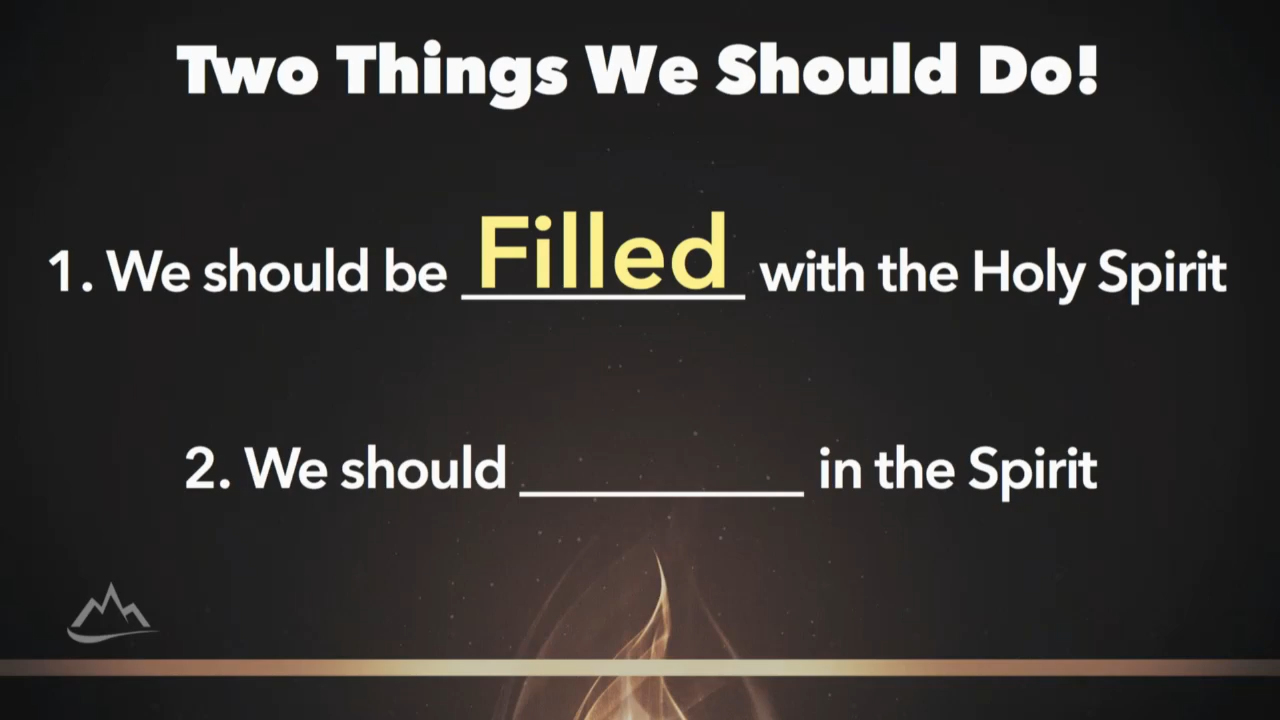 Two Things We Should Do!
1. We should be Filled with the Holy Spirit
2. We should __________ in the Spirit